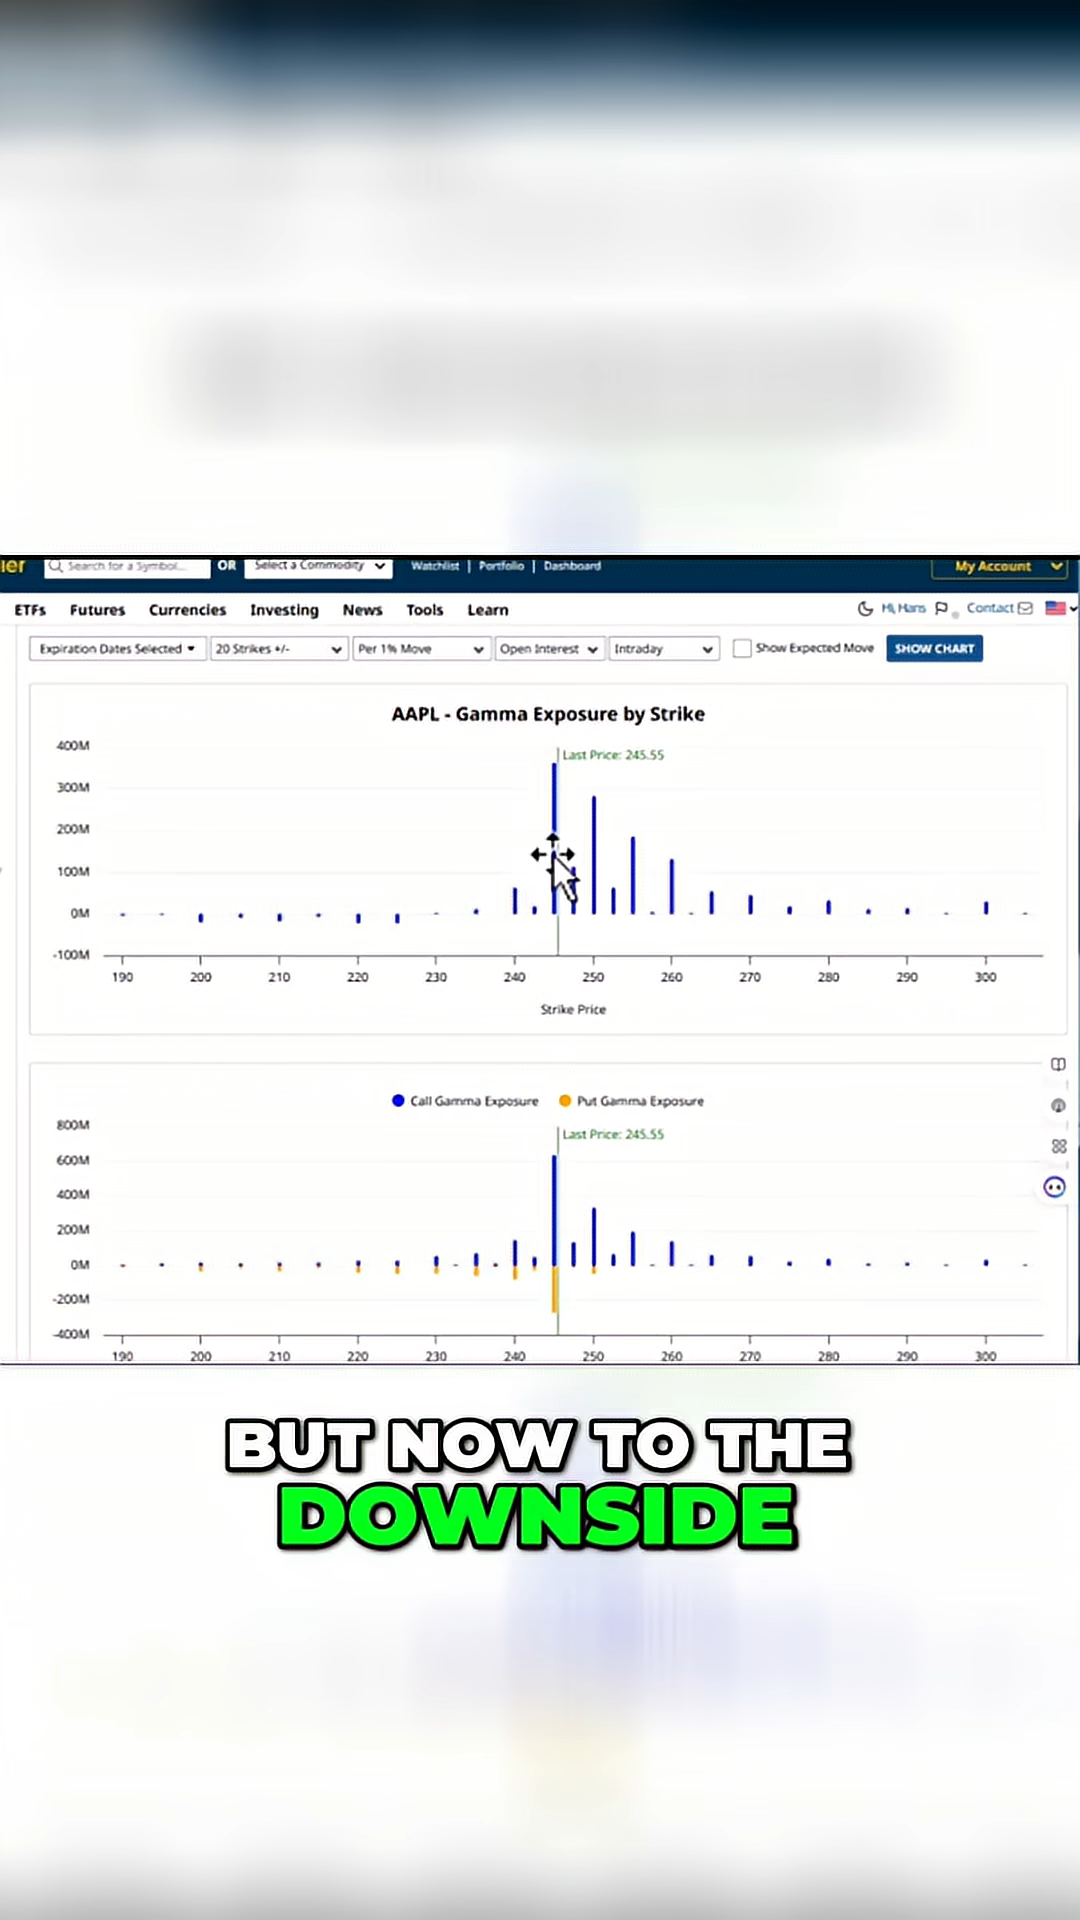 ier Search for a Symbol... OR Select a Commodity Watchlist | Portfolio | Dashboard My Account
ETFs Futures Currencies Investing News Tools Learn Hi, Hans Contact
Expiration Dates Selected 20 Strikes +/- Per 1% Move Open Interest Intraday Show Expected Move SHOW CHART
AAPL - Gamma Exposure by Strike
400M
Last Price: 245.55
300M
200M
100M
0M
-100M
190 200 210 220 230 240 250 260 270 280 290 300
Strike Price
Call Gamma Exposure Put Gamma Exposure
800M
Last Price: 245.55
600M
400M
200M
0M
-200M
-400M
190 200 210 220 230 240 250 260 270 280 290 300
BUT NOW TO THE
DOWNSIDE